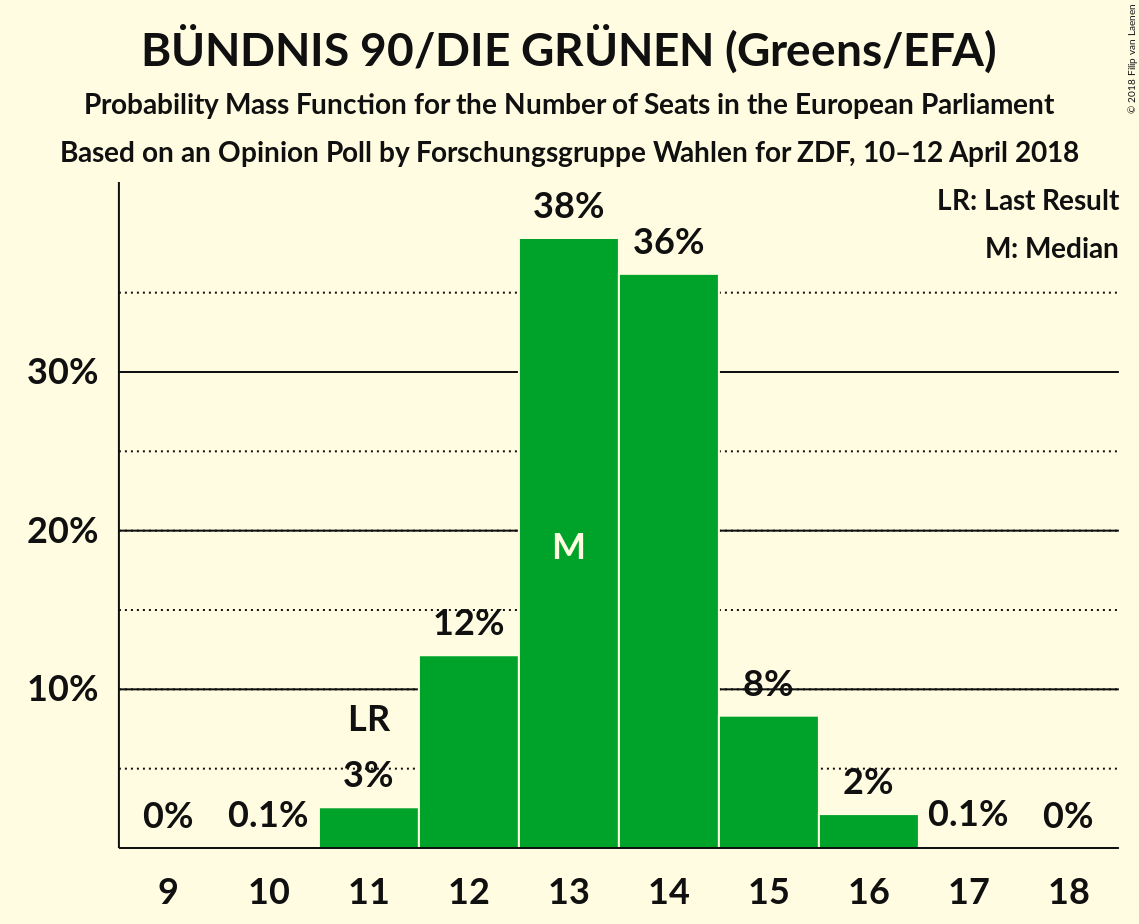 BÜNDNIS 90/DIE GRÜNEN (Greens/EFA)
Probability Mass Function for the Number of Seats in the European Parliament
Based on an Opinion Poll by Forschungsgruppe Wahlen for ZDF, 10–12 April 2018
© 2018 Filip van Laenen
LR: Last Result
M: Median
38%
36%
30%
20%
M
12%
10%
8%
LR
3%
2%
0%
0.1%
0.1%
0%
9 10 11 12 13 14 15 16 17 18